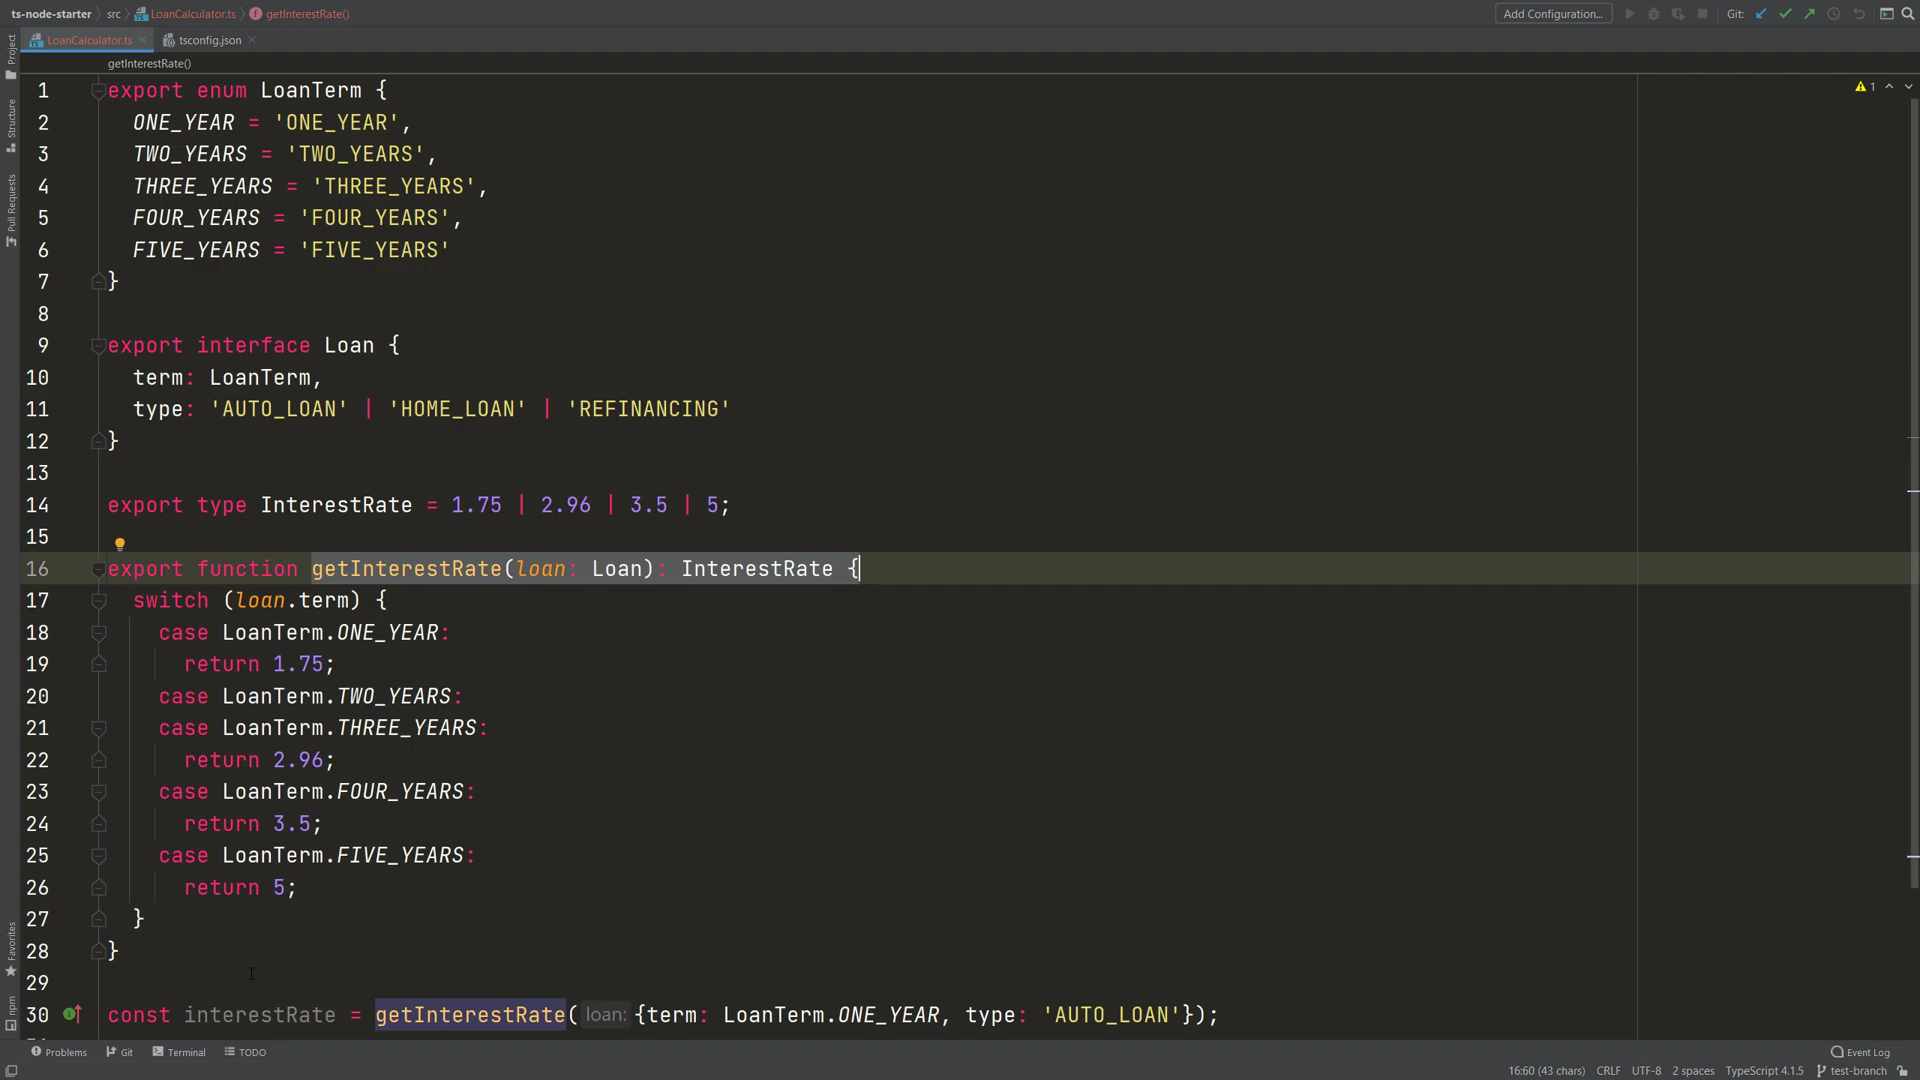 ts-node-starter src LoanCalculator.ts getInterestRate() Add Configuration... Git:
LoanCalculator.ts tsconfig.json
getInterestRate()
Project
Structure
Pull Requests
Favorites
npm
1 export enum LoanTerm { 1
2 ONE_YEAR = 'ONE_YEAR',
3 TWO_YEARS = 'TWO_YEARS',
4 THREE_YEARS = 'THREE_YEARS',
5 FOUR_YEARS = 'FOUR_YEARS',
6 FIVE_YEARS = 'FIVE_YEARS'
7 }
8
9 export interface Loan {
10 term: LoanTerm,
11 type: 'AUTO_LOAN' | 'HOME_LOAN' | 'REFINANCING'
12 }
13
14 export type InterestRate = 1.75 | 2.96 | 3.5 | 5;
15
16 export function getInterestRate(loan: Loan): InterestRate {
17 switch (loan.term) {
18 case LoanTerm.ONE_YEAR:
19 return 1.75;
20 case LoanTerm.TWO_YEARS:
21 case LoanTerm.THREE_YEARS:
22 return 2.96;
23 case LoanTerm.FOUR_YEARS:
24 return 3.5;
25 case LoanTerm.FIVE_YEARS:
26 return 5;
27 }
28 }
29
30 const interestRate = getInterestRate( loan: {term: LoanTerm.ONE_YEAR, type: 'AUTO_LOAN'});
Problems Git Terminal TODO Event Log
16:60 (43 chars) CRLF UTF-8 2 spaces TypeScript 4.1.5 test-branch